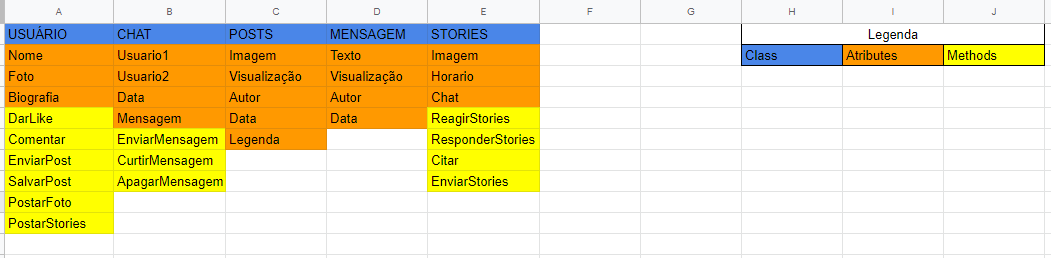 A B C D E F G H I J
USUÁRIO CHAT POSTS MENSAGEM STORIES Legenda
Nome Usuario1 Imagem Texto Imagem Class Atributes Methods
Foto Usuario2 Visualização Visualização Horario
Biografia Data Autor Autor Chat
DarLike Mensagem Data Data ReagirStories
Comentar EnviarMensagem Legenda ResponderStories
EnviarPost CurtirMensagem Citar
SalvarPost ApagarMensagem EnviarStories
PostarFoto
PostarStories